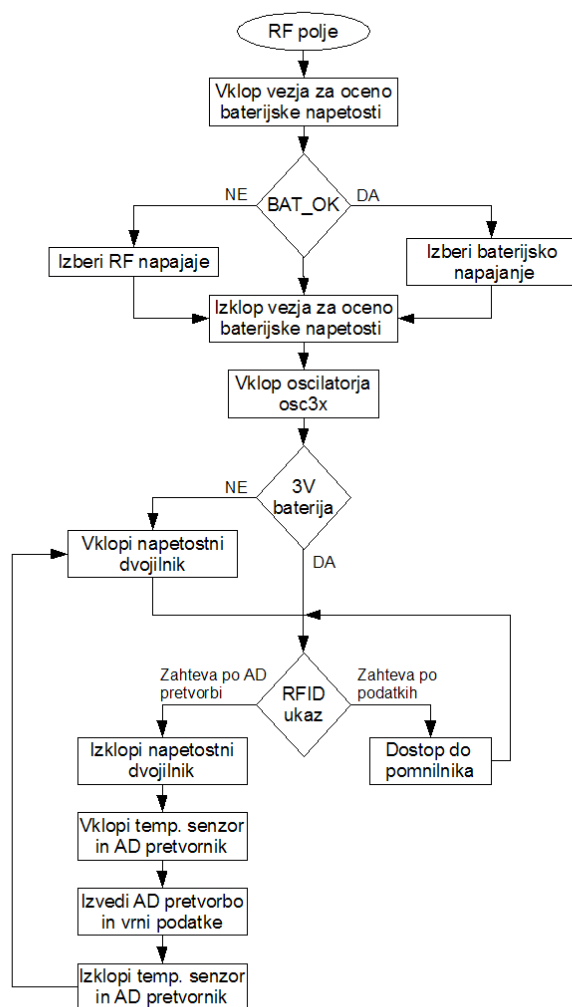 RF polje
Vklop vezja za oceno
baterijske napetosti
NE
BAT_OK
DA
Izberi RF napajaje
Izberi baterijsko
napajanje
Izklop vezja za oceno
baterijske napetosti
Vklop oscilatorja
osc3x
NE
3V
baterija
Vklopi napetostni
dvojilnik
DA
Zahteva po AD
pretvorbi
RFID
ukaz
Zahteva po
podatkih
Izklopi napetostni
dvojilnik
Dostop do
pomnilnika
Vklopi temp. senzor
in AD pretvornik
Izvedi AD pretvorbo
in vrni podatke
Izklopi temp. senzor
in AD pretvornik